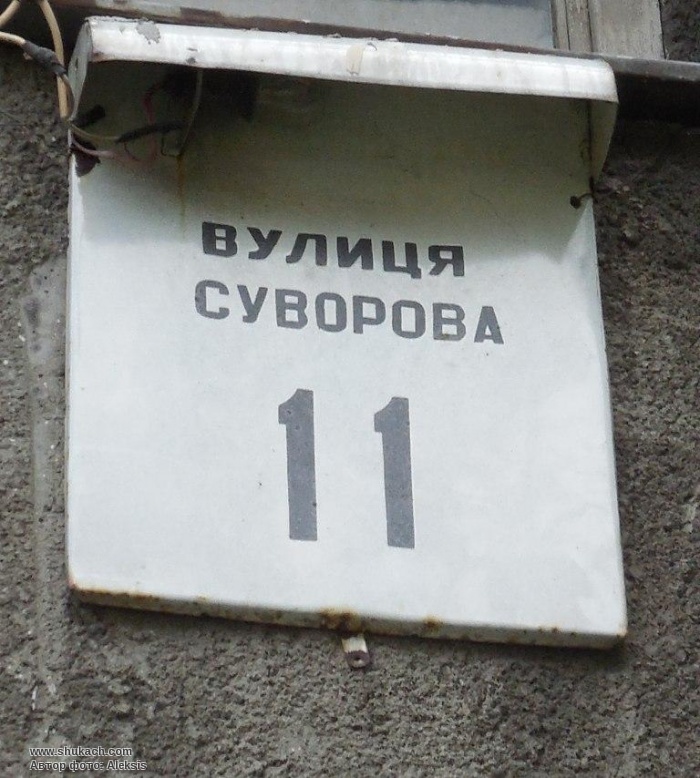 ВУЛИЦЯ
СУВОРОВА
11
www.shukach.com
Автор фото: Aleksis